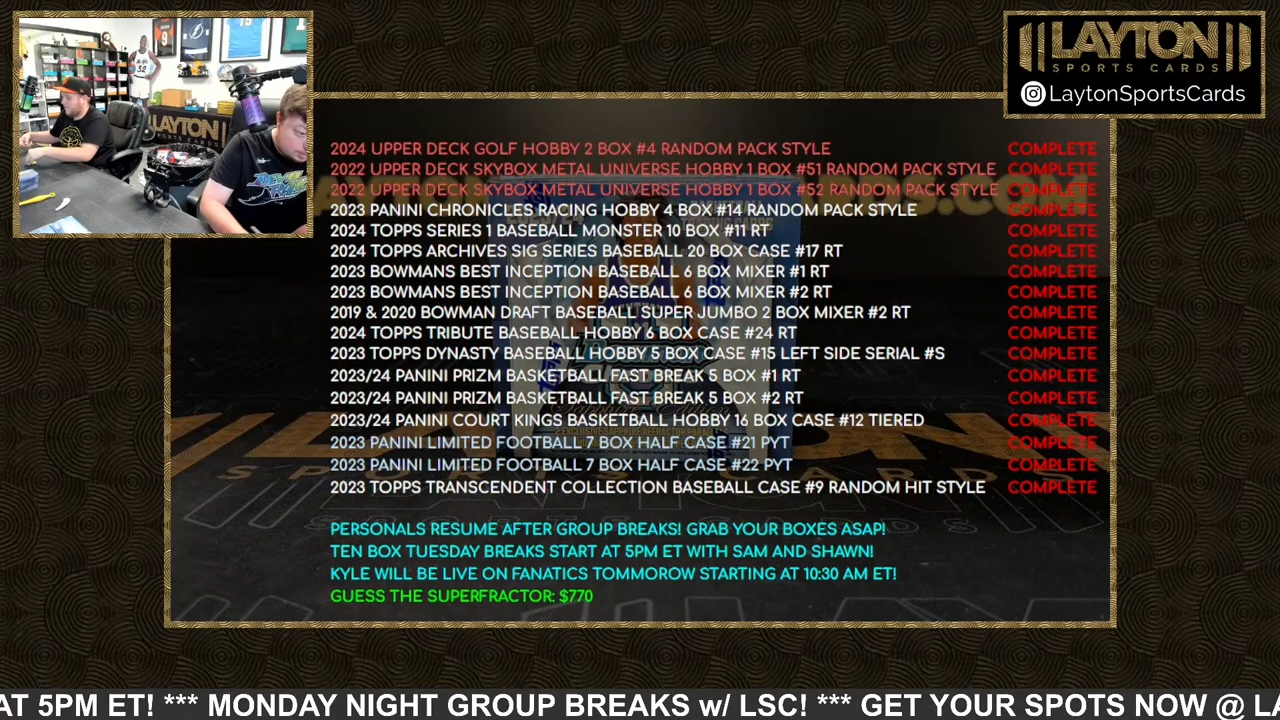 LAYTON
SPORTS CARDS
LaytonSportsCards
32
LAYTON
DEVIL RAYS
2024 UPPER DECK GOLF HOBBY 2 BOX #4 RANDOM PACK STYLE COMPLETE
2022 UPPER DECK SKYBOX METAL UNIVERSE HOBBY 1 BOX #51 RANDOM PACK STYLE COMPLETE
2022 UPPER DECK SKYBOX METAL UNIVERSE HOBBY 1 BOX #52 RANDOM PACK STYLE COMPLETE
2023 PANINI CHRONICLES RACING HOBBY 4 BOX #14 RANDOM PACK STYLE COMPLETE
2024 TOPPS SERIES 1 BASEBALL MONSTER 10 BOX #11 RT COMPLETE
2024 TOPPS ARCHIVES SIG SERIES BASEBALL 20 BOX CASE #17 RT COMPLETE
2023 BOWMANS BEST INCEPTION BASEBALL 6 BOX MIXER #1 RT COMPLETE
2023 BOWMANS BEST INCEPTION BASEBALL 6 BOX MIXER #2 RT COMPLETE
2019 & 2020 BOWMAN DRAFT BASEBALL SUPER JUMBO 2 BOX MIXER #2 RT COMPLETE
2024 TOPPS TRIBUTE BASEBALL HOBBY 6 BOX CASE #24 RT COMPLETE
2023 TOPPS DYNASTY BASEBALL HOBBY 5 BOX CASE #15 LEFT SIDE SERIAL #S COMPLETE
2023/24 PANINI PRIZM BASKETBALL FAST BREAK 5 BOX #1 RT COMPLETE
2023/24 PANINI PRIZM BASKETBALL FAST BREAK 5 BOX #2 RT COMPLETE
2023/24 PANINI COURT KINGS BASKETBALL HOBBY 16 BOX CASE #12 TIERED COMPLETE
2023 PANINI LIMITED FOOTBALL 7 BOX HALF CASE #21 PYT COMPLETE
2023 PANINI LIMITED FOOTBALL 7 BOX HALF CASE #22 PYT COMPLETE
2023 TOPPS TRANSCENDENT COLLECTION BASEBALL CASE #9 RANDOM HIT STYLE COMPLETE
PERSONALS RESUME AFTER GROUP BREAKS! GRAB YOUR BOXES ASAP!
TEN BOX TUESDAY BREAKS START AT 5PM ET WITH SAM AND SHAWN!
KYLE WILL BE LIVE ON FANATICS TOMMOROW STARTING AT 10:30 AM ET!
GUESS THE SUPERFRACTOR: $770
AT 5PM ET! *** MONDAY NIGHT GROUP BREAKS w/ LSC! *** GET YOUR SPOTS NOW @ LA